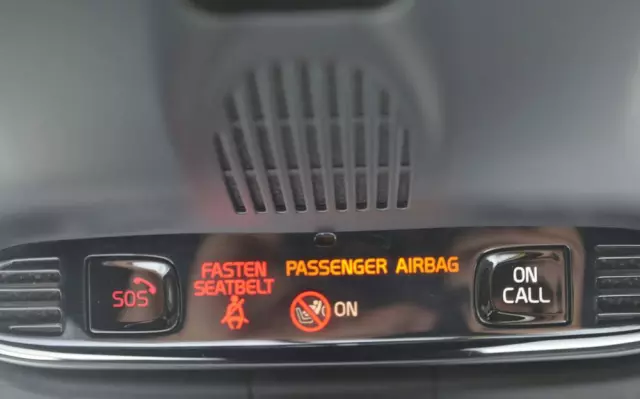 SOS
FASTEN
SEATBELT
PASSENGER AIRBAG
ON
ON
CALL